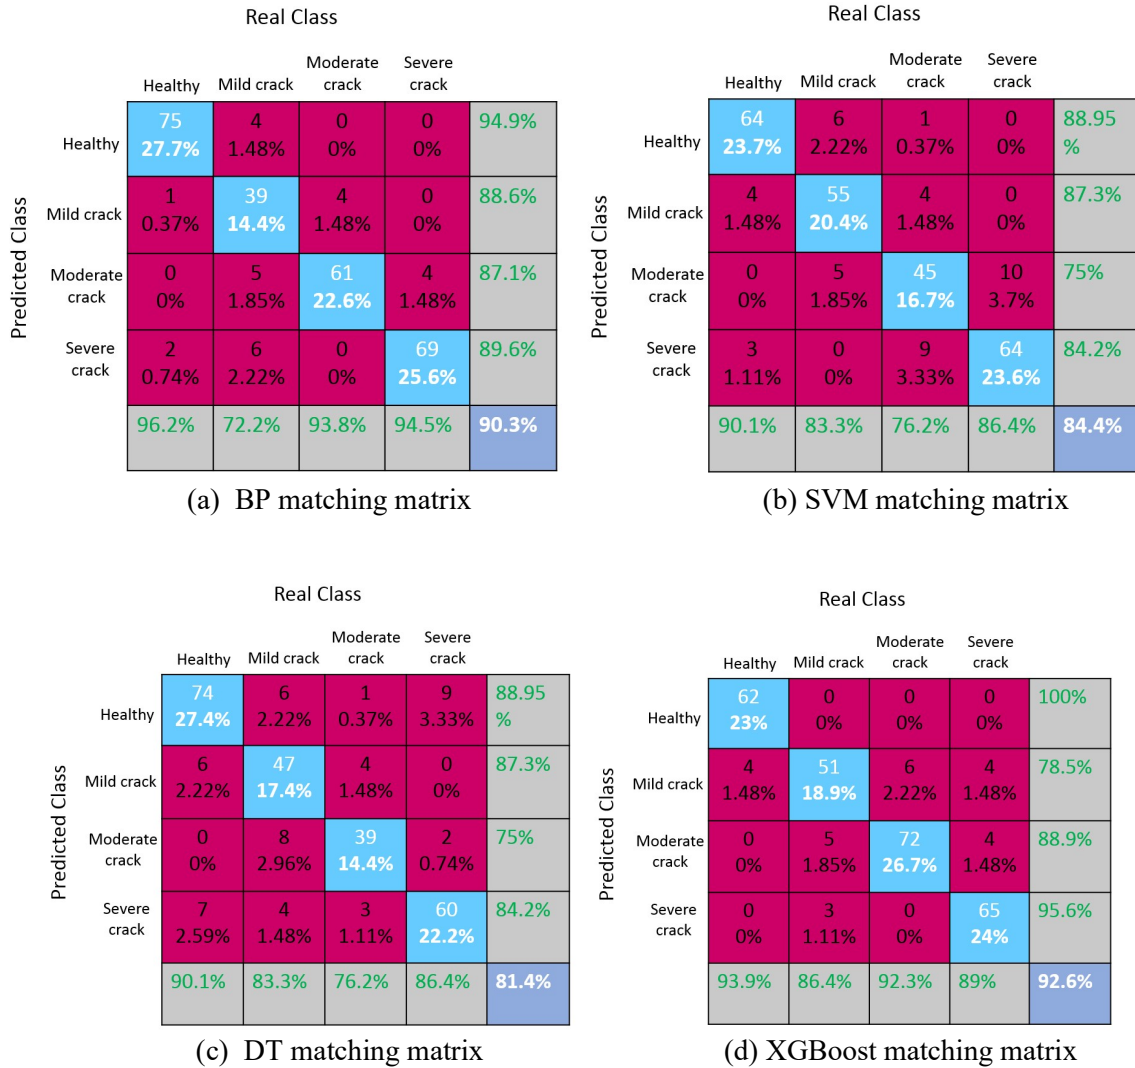 Real Class
Healthy Mild crack Moderate crack Severe crack
Predicted Class
Healthy 75 4 0 0 94.9%
27.7% 1.48% 0% 0%
Mild crack 1 39 4 0 88.6%
0.37% 14.4% 1.48% 0%
Moderate crack 0 5 61 4 87.1%
0% 1.85% 22.6% 1.48%
Severe crack 2 6 0 69 89.6%
0.74% 2.22% 0% 25.6%
96.2% 72.2% 93.8% 94.5% 90.3%
(a) BP matching matrix
Real Class
Healthy Mild crack Moderate crack Severe crack
Predicted Class
Healthy 64 6 1 0 88.95%
23.7% 2.22% 0.37% 0%
Mild crack 4 55 4 0 87.3%
1.48% 20.4% 1.48% 0%
Moderate crack 0 5 45 10 75%
0% 1.85% 16.7% 3.7%
Severe crack 3 0 9 64 84.2%
1.11% 0% 3.33% 23.6%
90.1% 83.3% 76.2% 86.4% 84.4%
(b) SVM matching matrix
Real Class
Healthy Mild crack Moderate crack Severe crack
Predicted Class
Healthy 74 6 1 9 88.95%
27.4% 2.22% 0.37% 3.33%
Mild crack 6 47 4 0 87.3%
2.22% 17.4% 1.48% 0%
Moderate crack 0 8 39 2 75%
0% 2.96% 14.4% 0.74%
Severe crack 7 4 3 60 84.2%
2.59% 1.48% 1.11% 22.2%
90.1% 83.3% 76.2% 86.4% 81.4%
(c) DT matching matrix
Real Class
Healthy Mild crack Moderate crack Severe crack
Predicted Class
Healthy 62 0 0 0 100%
23% 0% 0% 0%
Mild crack 4 51 6 4 78.5%
1.48% 18.9% 2.22% 1.48%
Moderate crack 0 5 72 4 88.9%
0% 1.85% 26.7% 1.48%
Severe crack 0 3 0 65 95.6%
0% 1.11% 0% 24%
93.9% 86.4% 92.3% 89% 92.6%
(d) XGBoost matching matrix